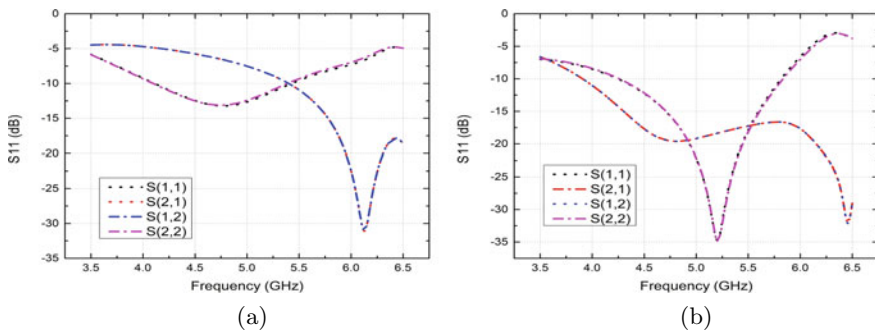 0
-5
-10
-15
-20
-25
-30
-35
S11 (dB)
S(1,1)
S(2,1)
S(1,2)
S(2,2)
3.5 4.0 4.5 5.0 5.5 6.0 6.5
Frequency (GHz)
(a)
0
-5
-10
-15
-20
-25
-30
-35
S11 (dB)
S(1,1)
S(2,1)
S(1,2)
S(2,2)
3.5 4.0 4.5 5.0 5.5 6.0 6.5
Frequency (GHz)
(b)